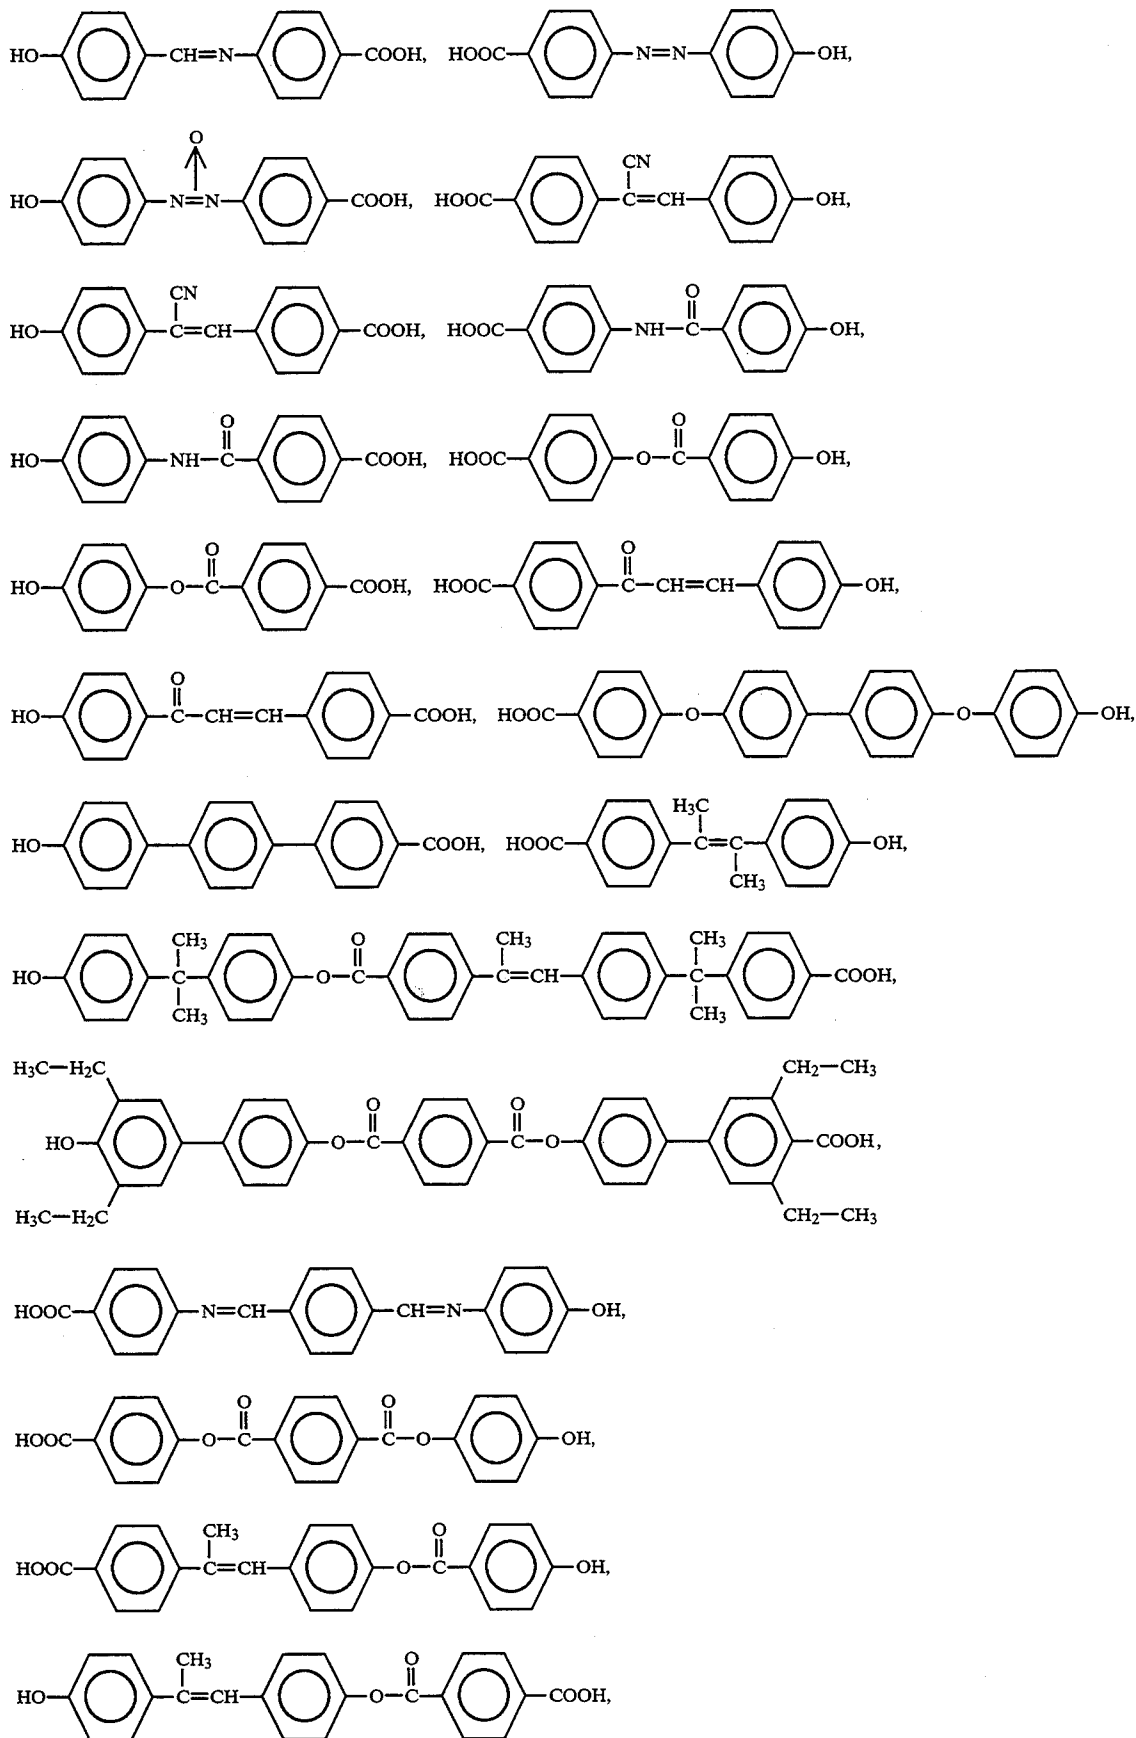 HO CH=N COOH, HOOC N=N OH,
O
HO N=N COOH, HOOC CN C=CH OH,
HO CN C=CH COOH, HOOC NH—C O OH,
HO NH—C O COOH, HOOC O—C O OH,
HO O—C O COOH, HOOC O C—CH=CH OH,
HO O C—CH=CH COOH, HOOC O O OH,
HO COOH, HOOC H3C C=C CH3 OH,
HO CH3 C CH3 O—C O CH3 C=CH CH3 C CH3 COOH,
H3C—H2C CH2—CH3
HO O—C O O C—O COOH,
H3C—H2C CH2—CH3
HOOC N=CH CH=N OH,
HOOC O—C O O C—O OH,
HOOC CH3 C=CH O—C O OH,
HO CH3 C=CH O—C O COOH,